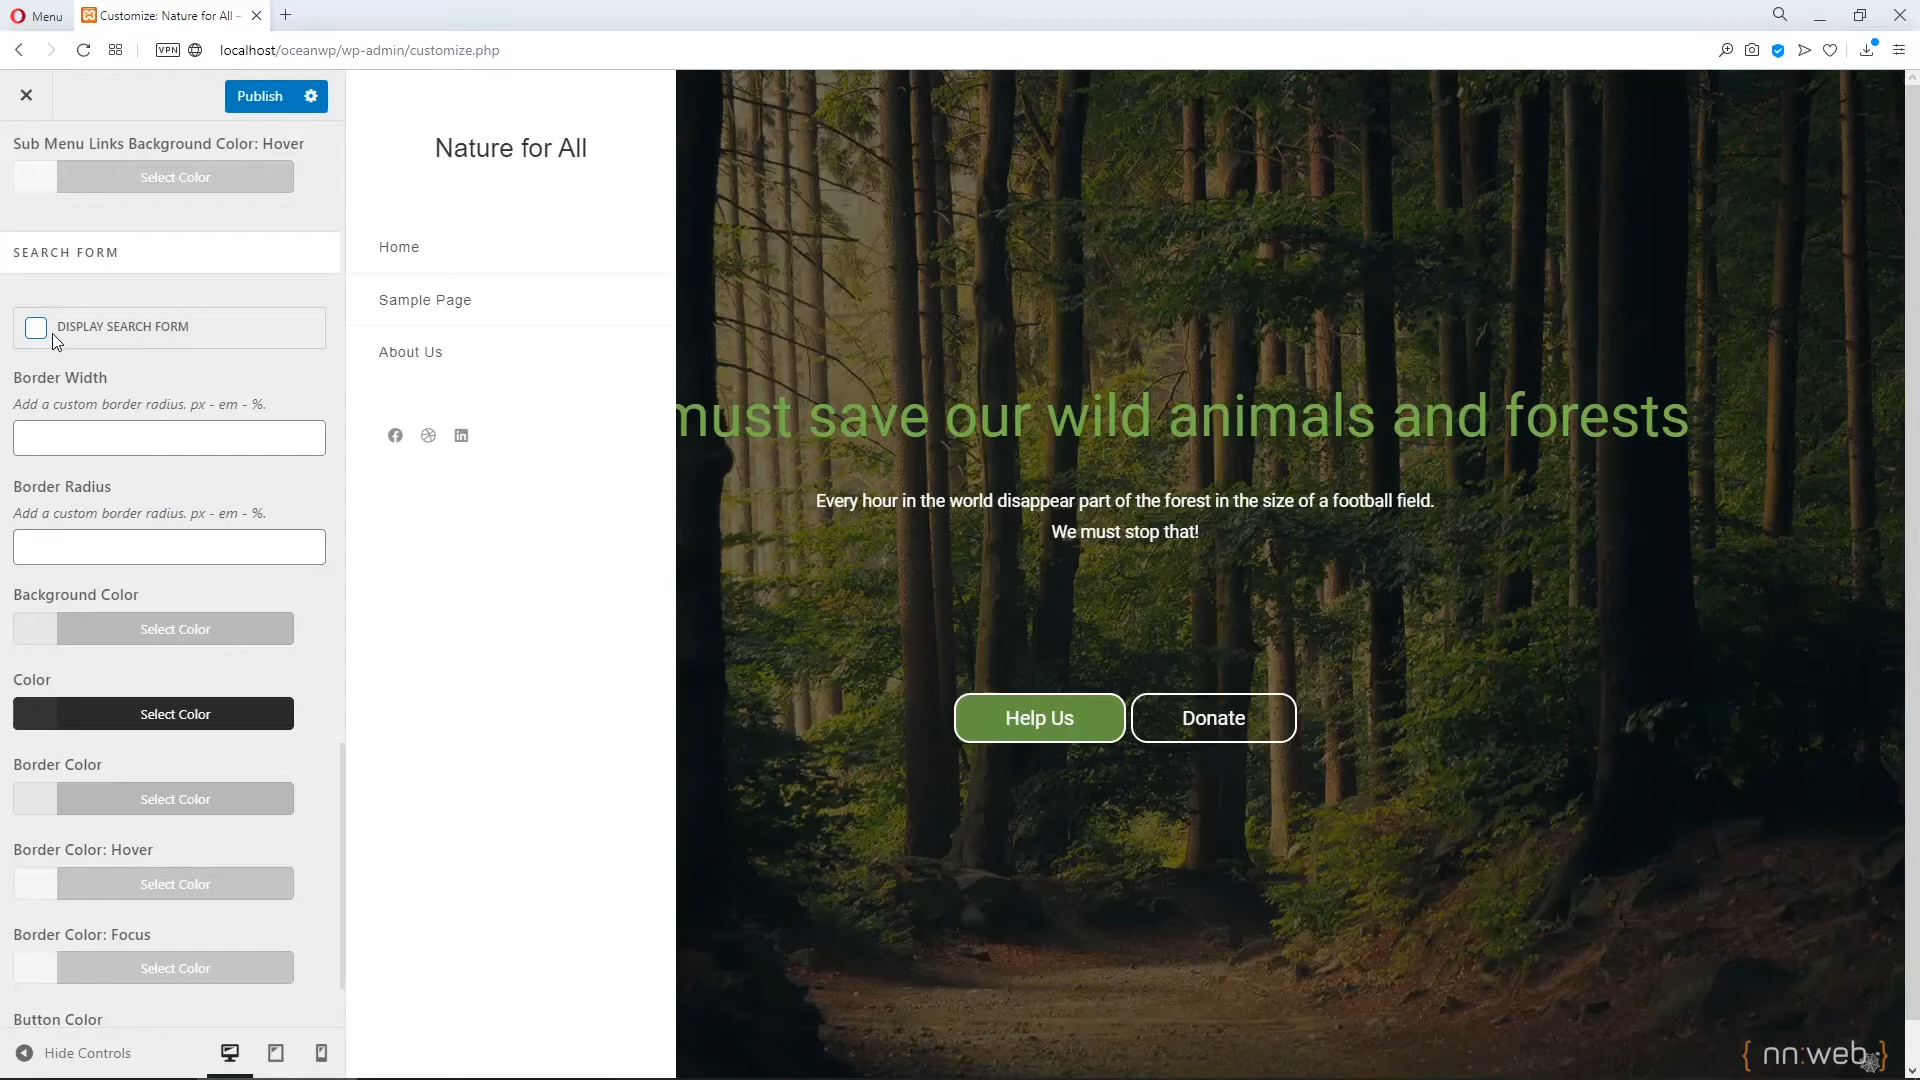 Menu
Customize: Nature for All –
VPN
localhost/oceanwp/wp-admin/customize.php
Publish
Sub Menu Links Background Color: Hover
Select Color
SEARCH FORM
DISPLAY SEARCH FORM
Border Width
Add a custom border radius. px - em - %.
Border Radius
Add a custom border radius. px - em - %.
Background Color
Select Color
Color
Select Color
Border Color
Select Color
Border Color: Hover
Select Color
Border Color: Focus
Select Color
Button Color
Hide Controls
Nature for All
Home
Sample Page
About Us
must save our wild animals and forests
Every hour in the world disappear part of the forest in the size of a football field.
We must stop that!
Help Us
Donate
{ nn:web }